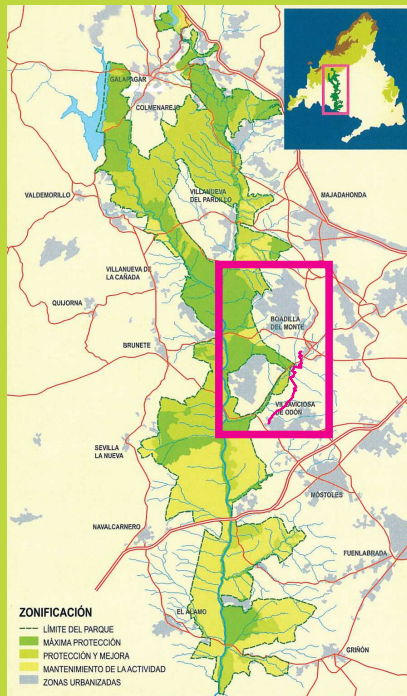 GALAPAGAR
COLMENAREJO
VALDEMORILLO
VILLANUEVA
DEL PARDILLO
MAJADAHONDA
VILLANUEVA DE
LA CAÑADA
QUIJORNA
BOADILLA
DEL MONTE
BRUNETE
VILLAVICIOSA
DE ODÓN
SEVILLA
LA NUEVA
MÓSTOLES
NAVALCARNERO
FUENLABRADA
EL ÁLAMO
GRIÑÓN
ZONIFICACIÓN
LÍMITE DEL PARQUE
MÁXIMA PROTECCIÓN
PROTECCIÓN Y MEJORA
MANTENIMIENTO DE LA ACTIVIDAD
ZONAS URBANIZADAS